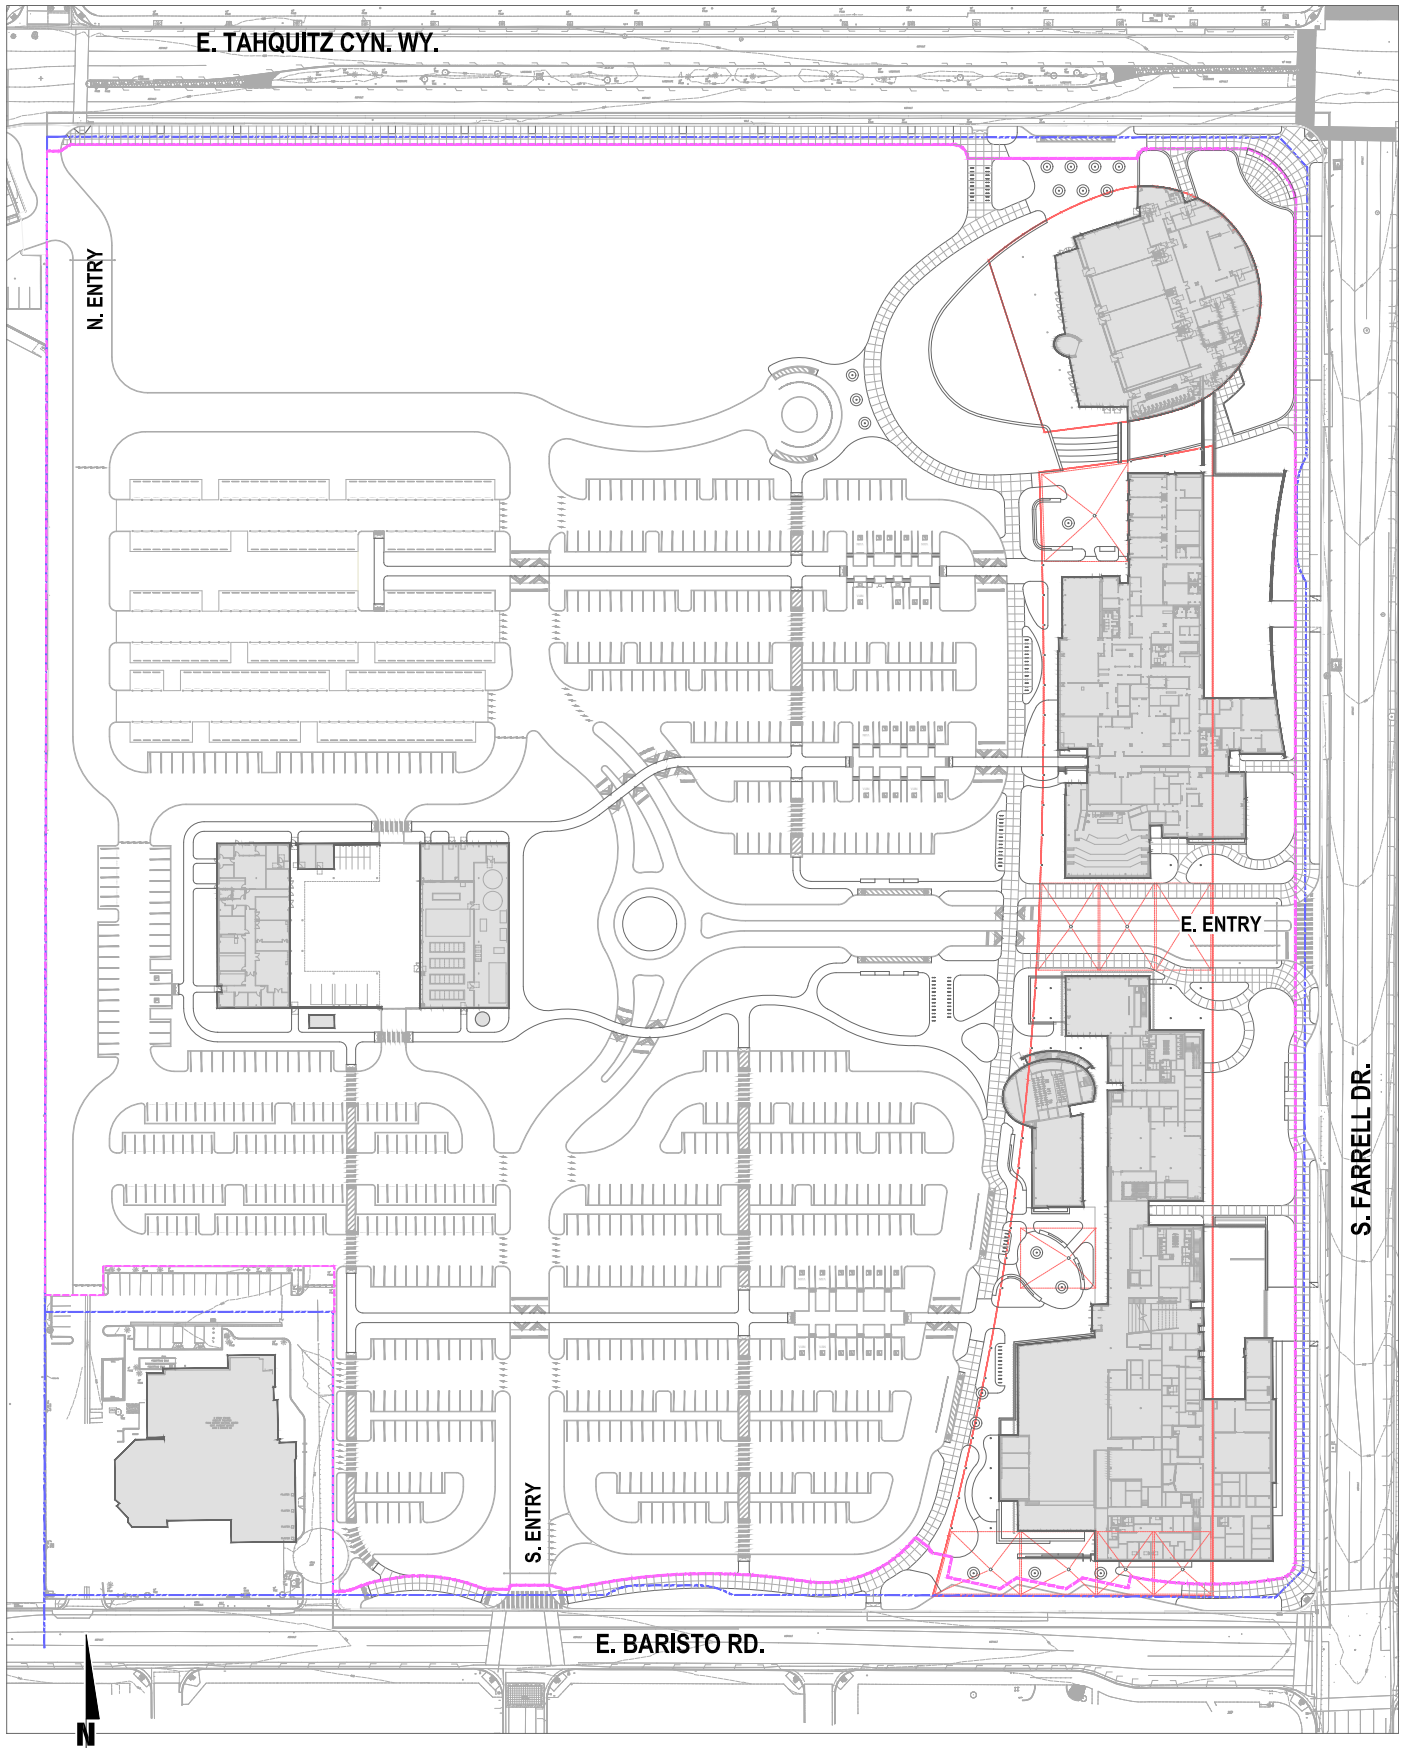 E. TAHQUITZ CYN. WY.
N. ENTRY
E. ENTRY
S. FARRELL DR.
S. ENTRY
E. BARISTO RD.
N